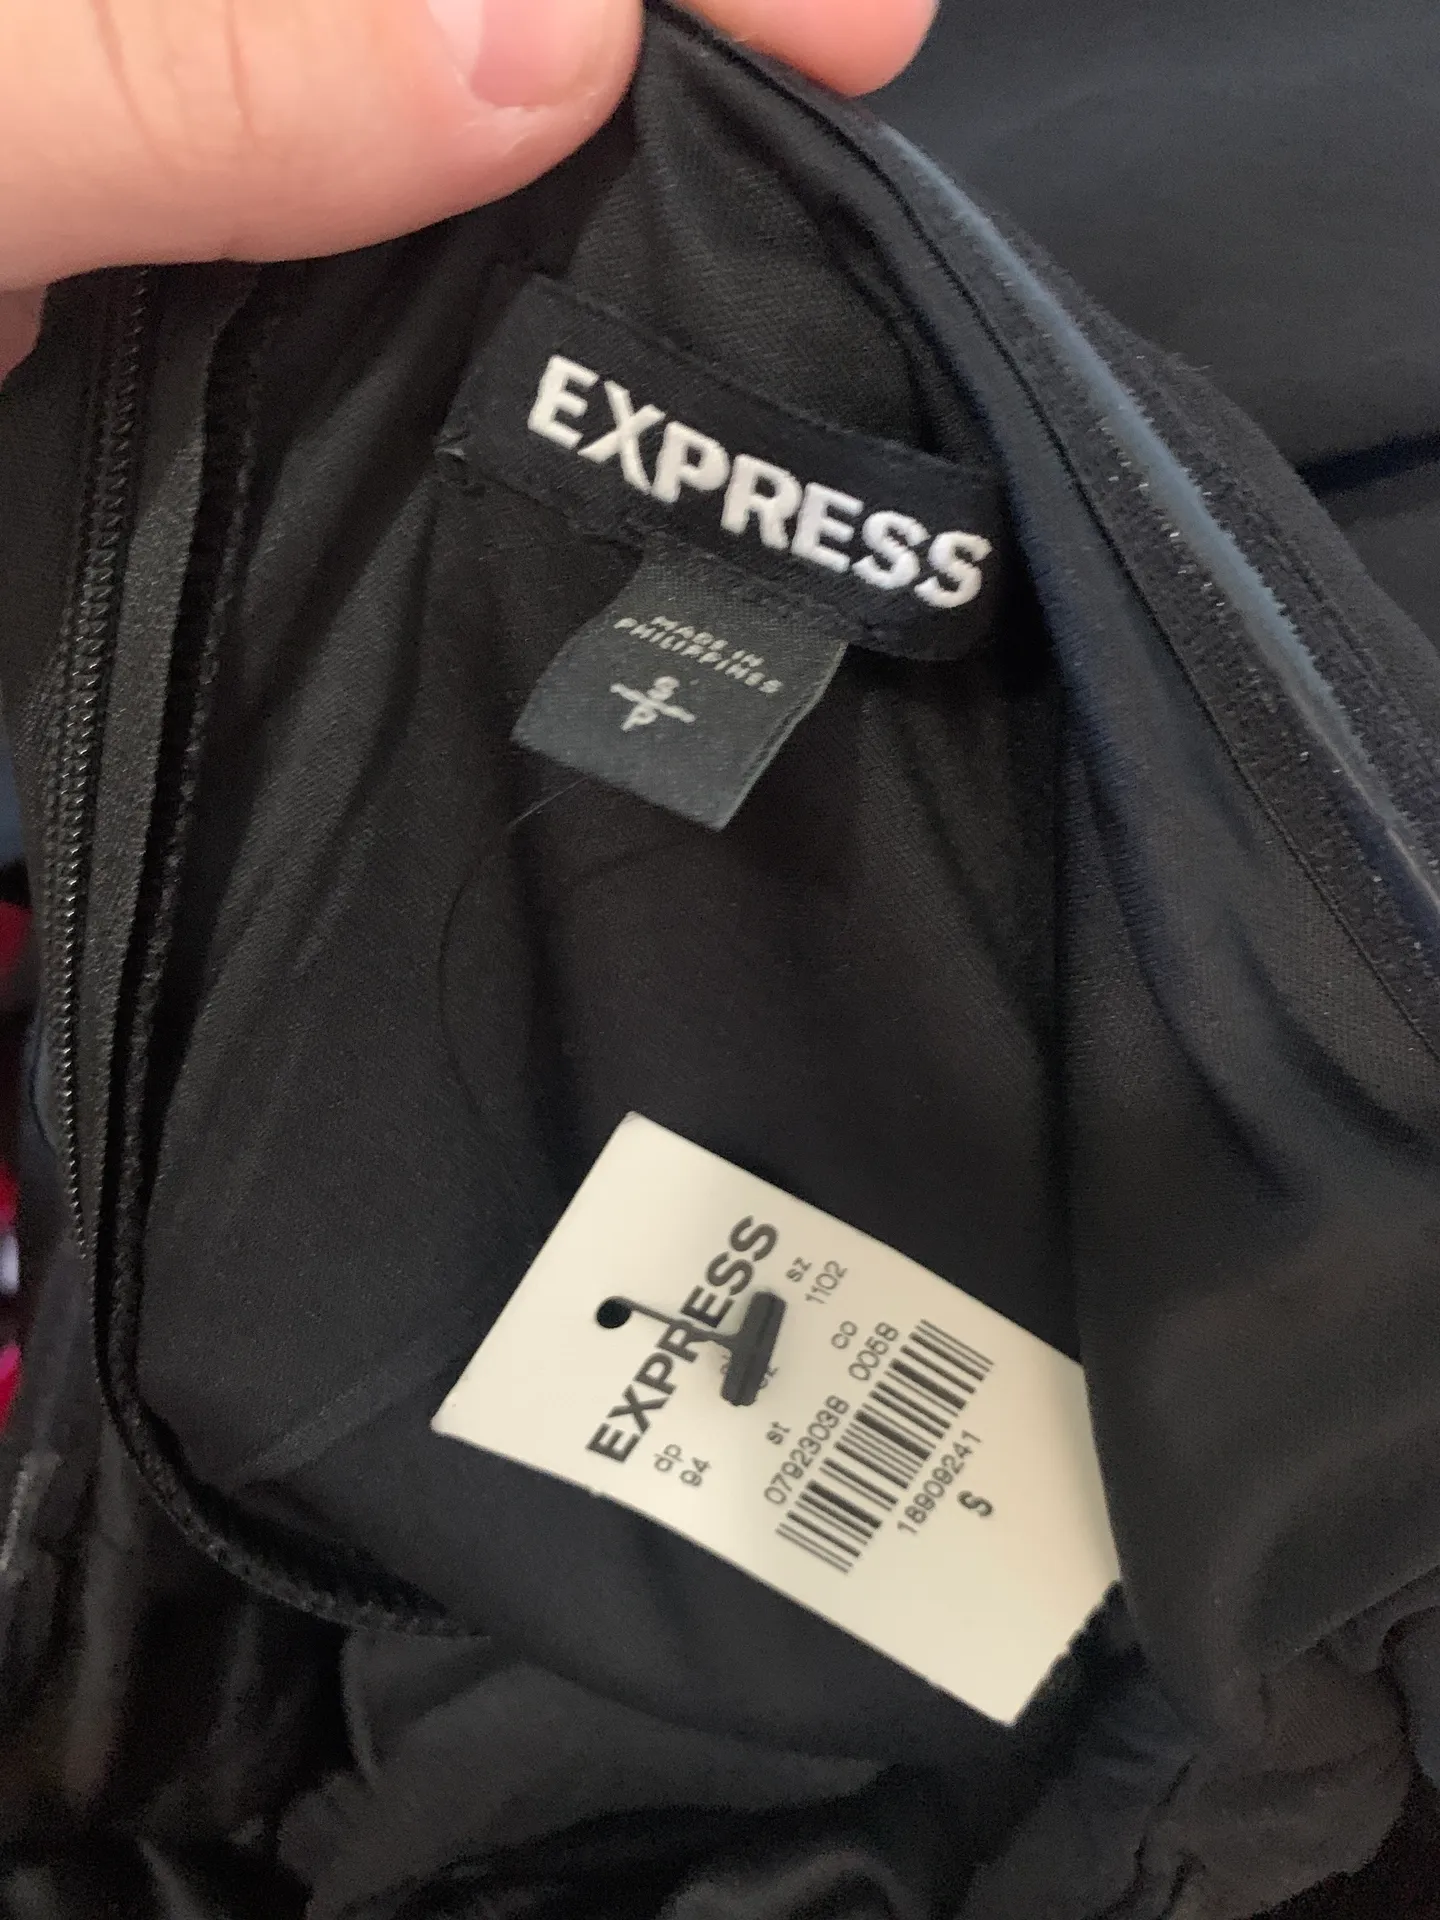 EXPRESS
MADE IN
PHILIPPINES
S
P
EXPRESS
dp
94
st
07923038
co
0058
sz
1102
18909241
S